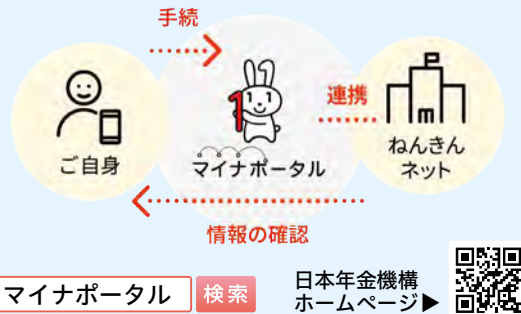 手続
連携
ご自身
マイナポータル
ねんきん
ネット
情報の確認
マイナポータル
検索
日本年金機構
ホームページ▶